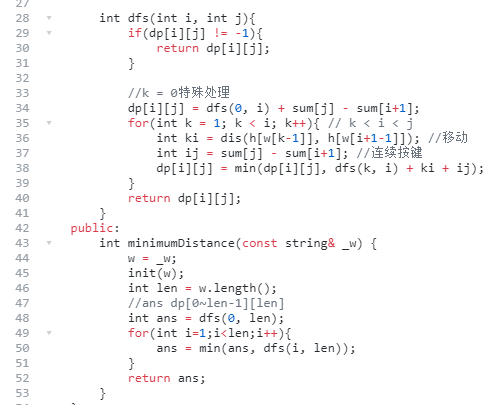 27
28 int dfs(int i, int j){
29 if(dp[i][j] != -1){
30 return dp[i][j];
31 }
32
33 //k = 0特殊处理
34 dp[i][j] = dfs(0, i) + sum[j] - sum[i+1];
35 for(int k = 1; k < i; k++){ // k < i < j
36 int ki = dis(h[w[k-1]], h[w[i+1-1]]); //移动
37 int ij = sum[j] - sum[i+1]; //连续按键
38 dp[i][j] = min(dp[i][j], dfs(k, i) + ki + ij);
39 }
40 return dp[i][j];
41 }
42 public:
43 int minimumDistance(const string& _w) {
44 w = _w;
45 init(w);
46 int len = w.length();
47 //ans dp[0~len-1][len]
48 int ans = dfs(0, len);
49 for(int i=1;i<len;i++){
50 ans = min(ans, dfs(i, len));
51 }
52 return ans;
53 }